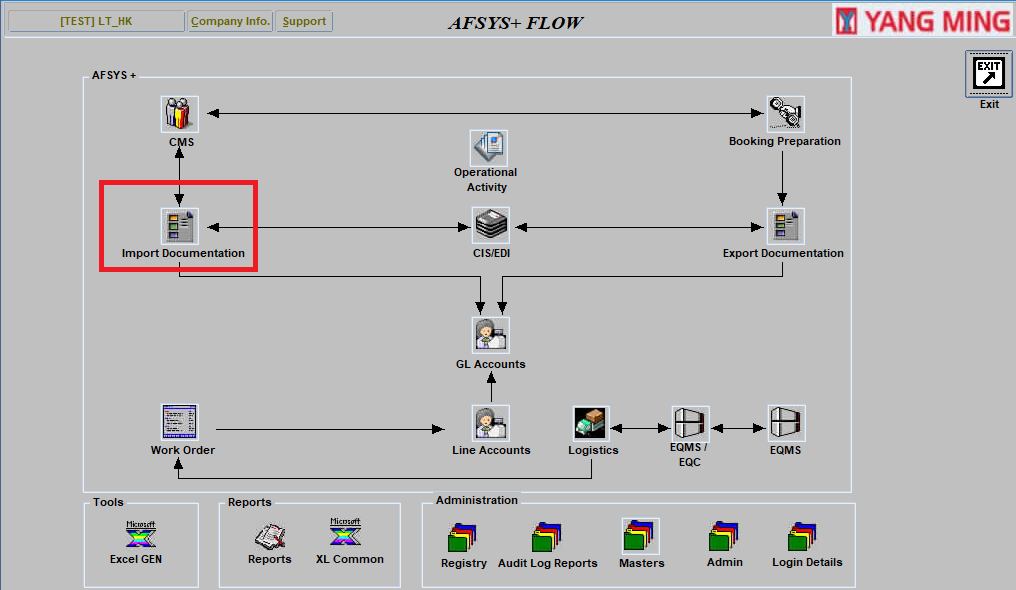 [TEST] LT_HK
Company Info.
Support
AFSYS+ FLOW
YANG MING
EXIT
Exit
AFSYS +
CMS
Booking Preparation
Operational
Activity
Import Documentation
CIS/EDI
Export Documentation
GL Accounts
Work Order
Line Accounts
Logistics
EQMS /
EQC
EQMS
Tools
Microsoft
Excel GEN
Reports
Reports
Microsoft
XL Common
Administration
Registry
Audit Log Reports
Masters
Admin
Login Details